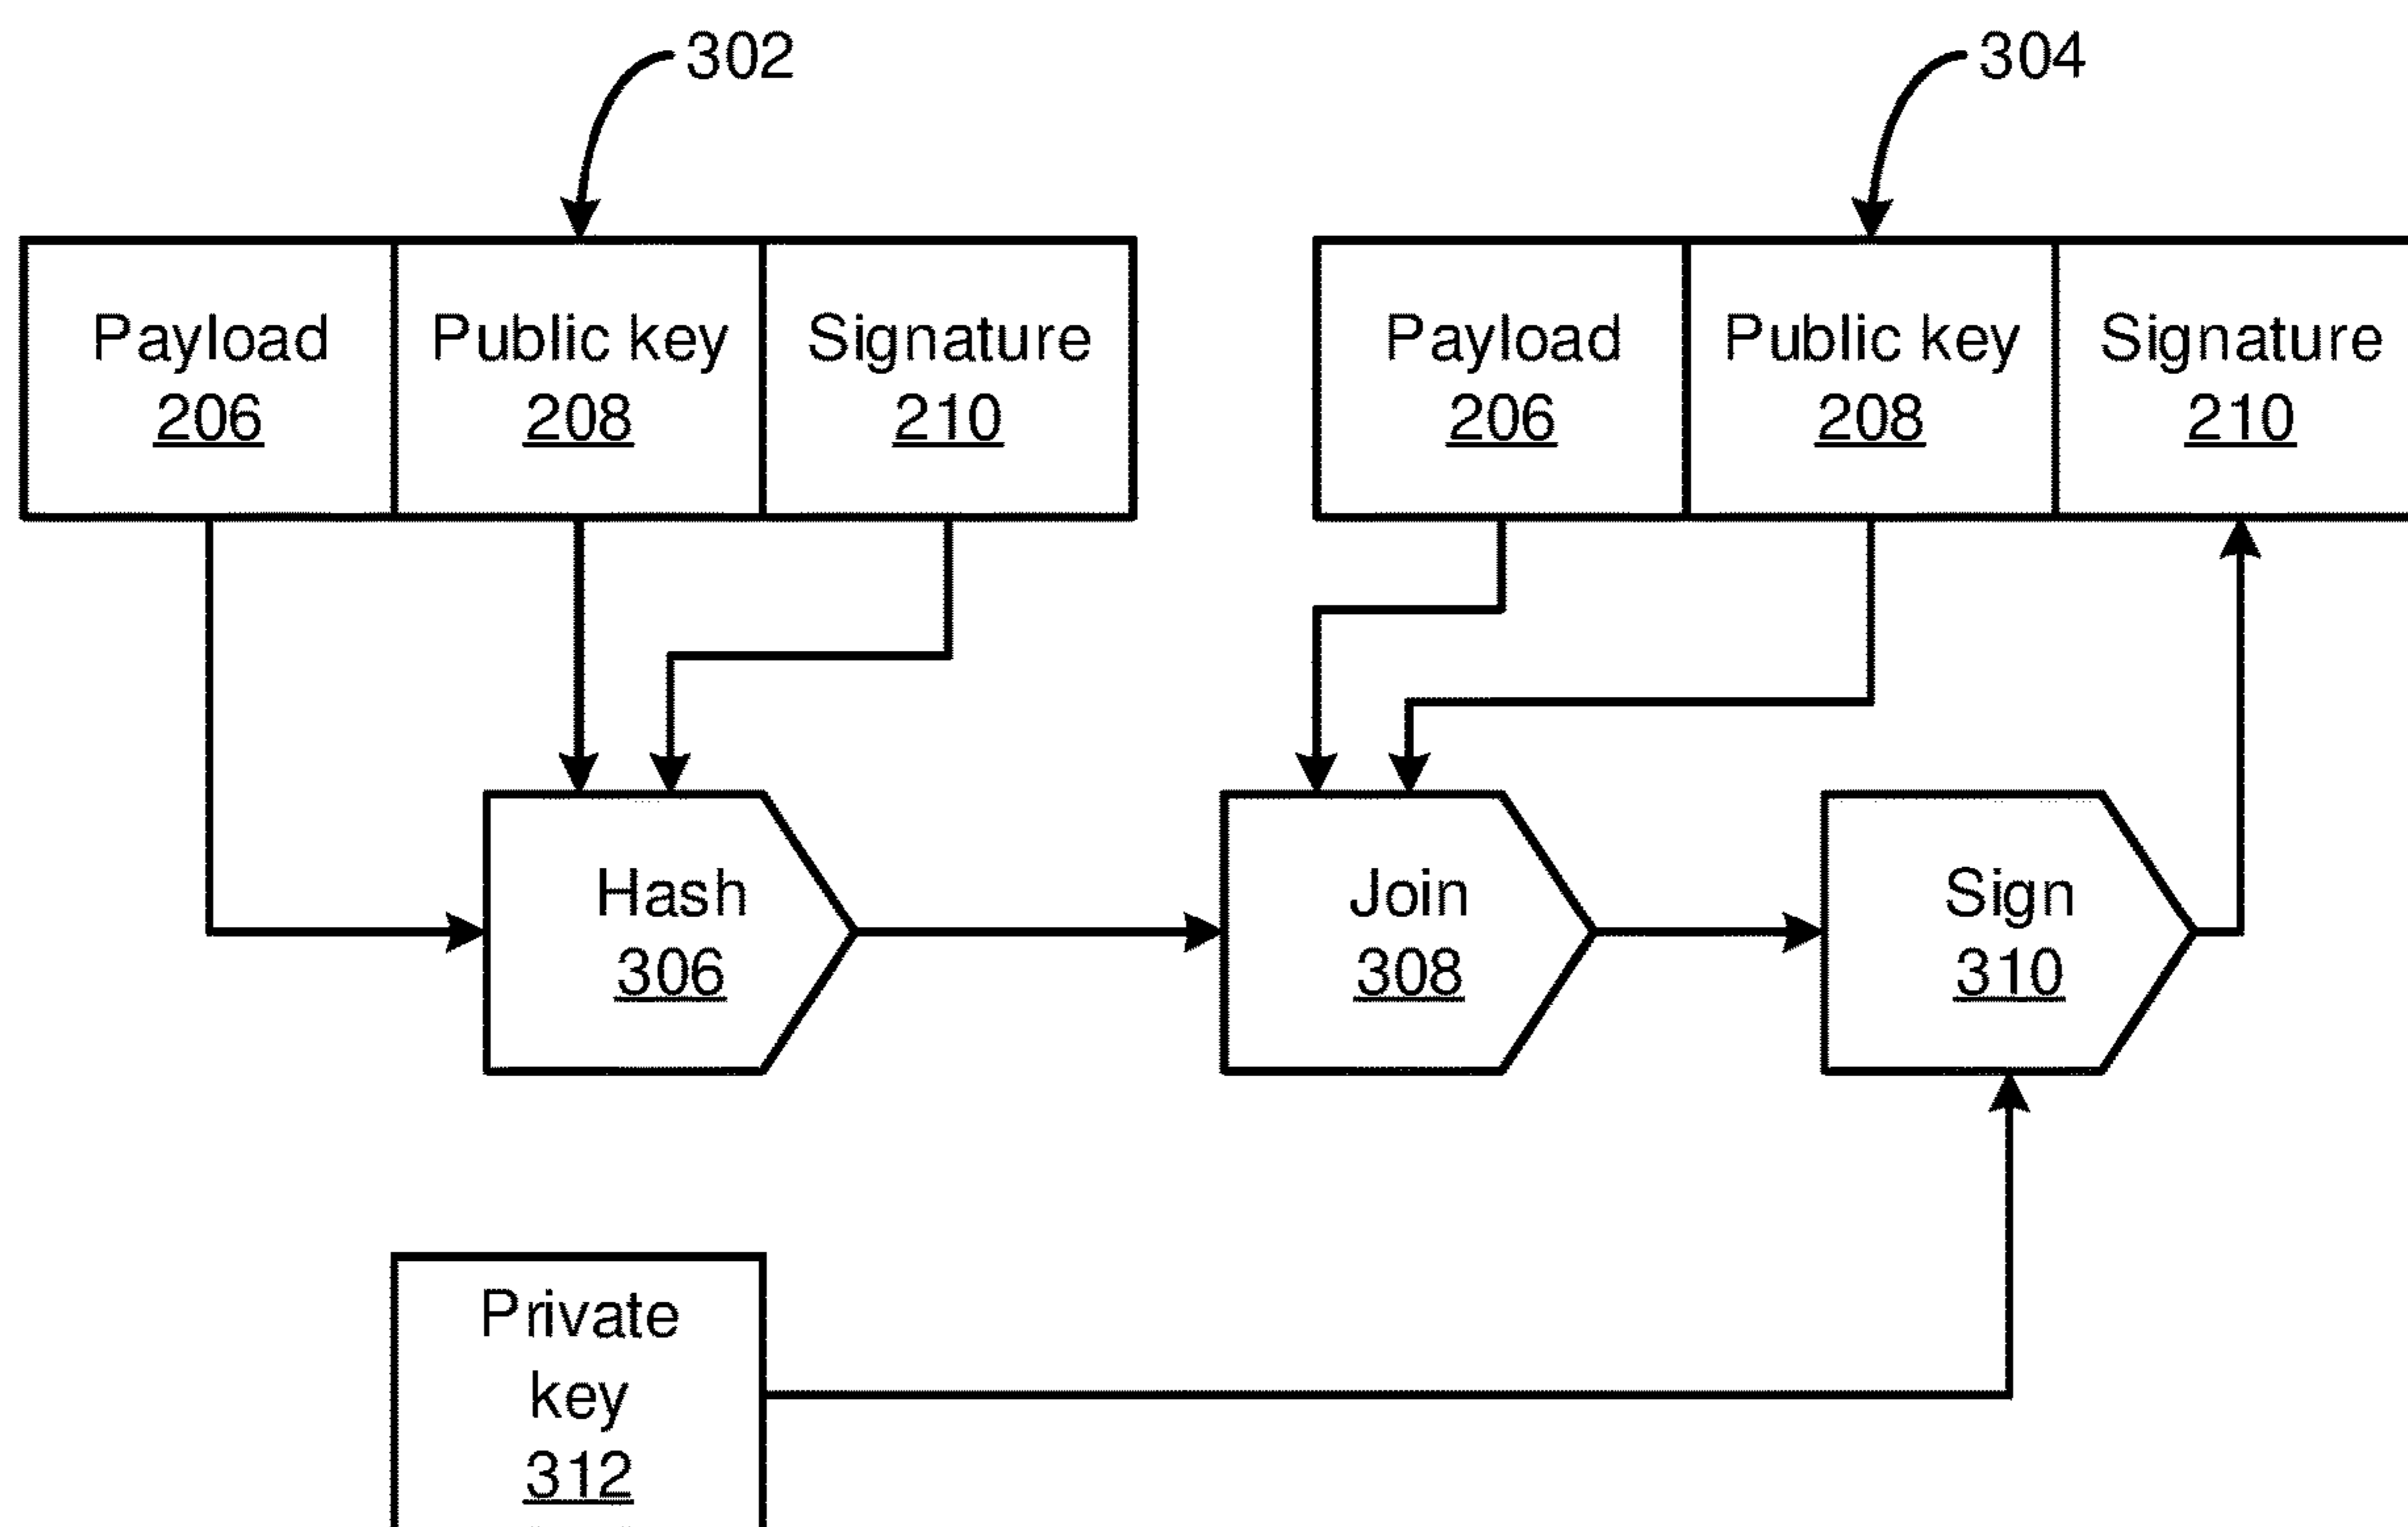 302
304
Payload
206
Public key
208
Signature
210
Payload
206
Public key
208
Signature
210
Hash
306
Join
308
Sign
310
Private
key
312